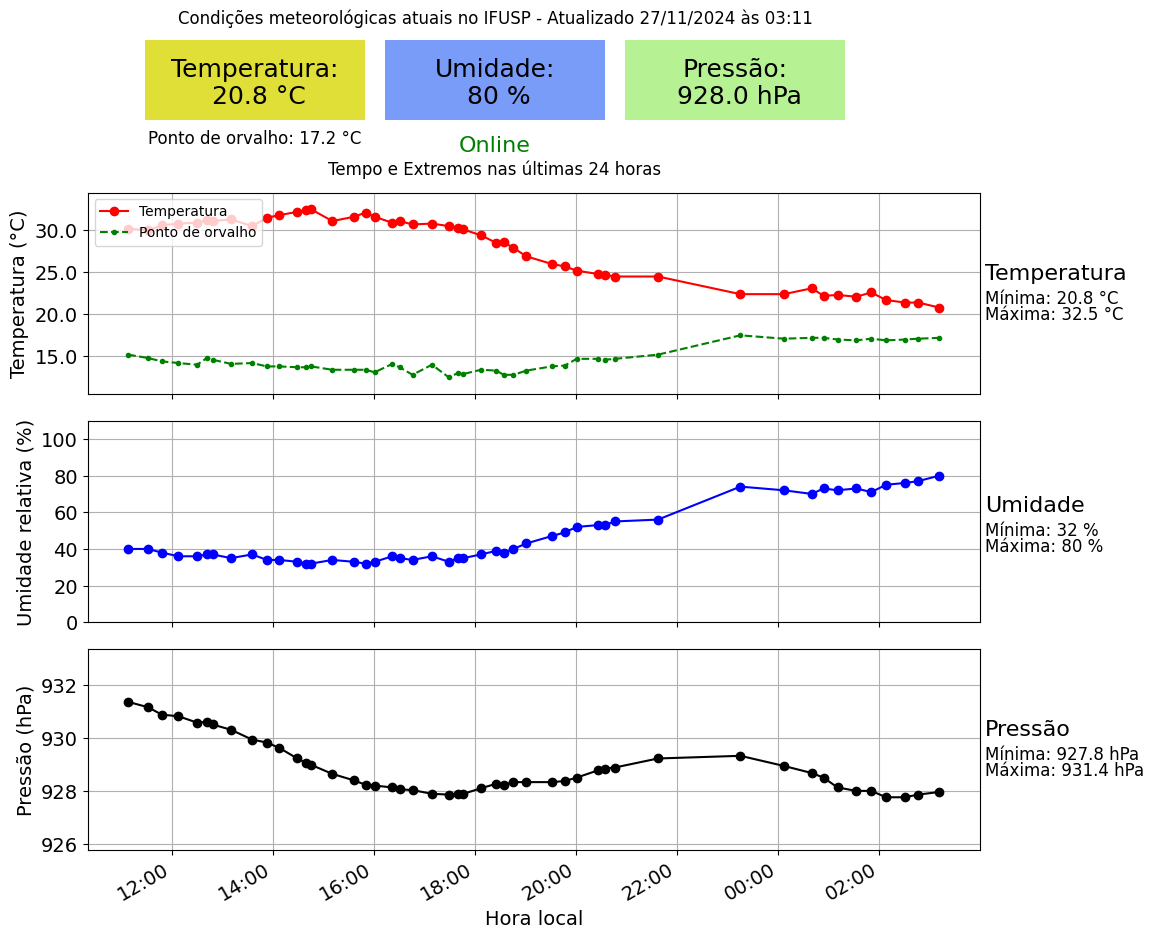 Condições meteorológicas atuais no IFUSP - Atualizado 27/11/2024 às 03:11
Temperatura:
20.8 °C
Umidade:
80 %
Pressão:
928.0 hPa
Ponto de orvalho: 17.2 °C
Online
Tempo e Extremos nas últimas 24 horas
Temperatura (°C)
30.0
25.0
20.0
15.0
Temperatura
Ponto de orvalho
Temperatura
Mínima: 20.8 °C
Máxima: 32.5 °C
Umidade relativa (%)
100
80
60
40
20
0
Umidade
Mínima: 32 %
Máxima: 80 %
Pressão (hPa)
932
930
928
926
Pressão
Mínima: 927.8 hPa
Máxima: 931.4 hPa
12:00 14:00 16:00 18:00 20:00 22:00 00:00 02:00
Hora local